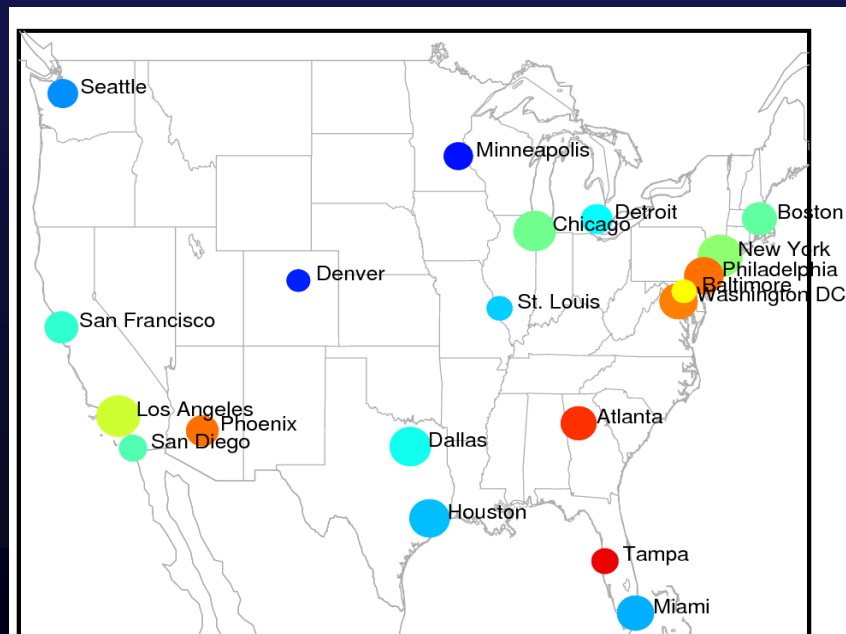 Seattle
Minneapolis
Detroit
Boston
Chicago
New York
Philadelphia
Denver
Baltimore
Washington DC
St. Louis
San Francisco
Los Angeles
Atlanta
Phoenix
San Diego
Dallas
Houston
Tampa
Miami